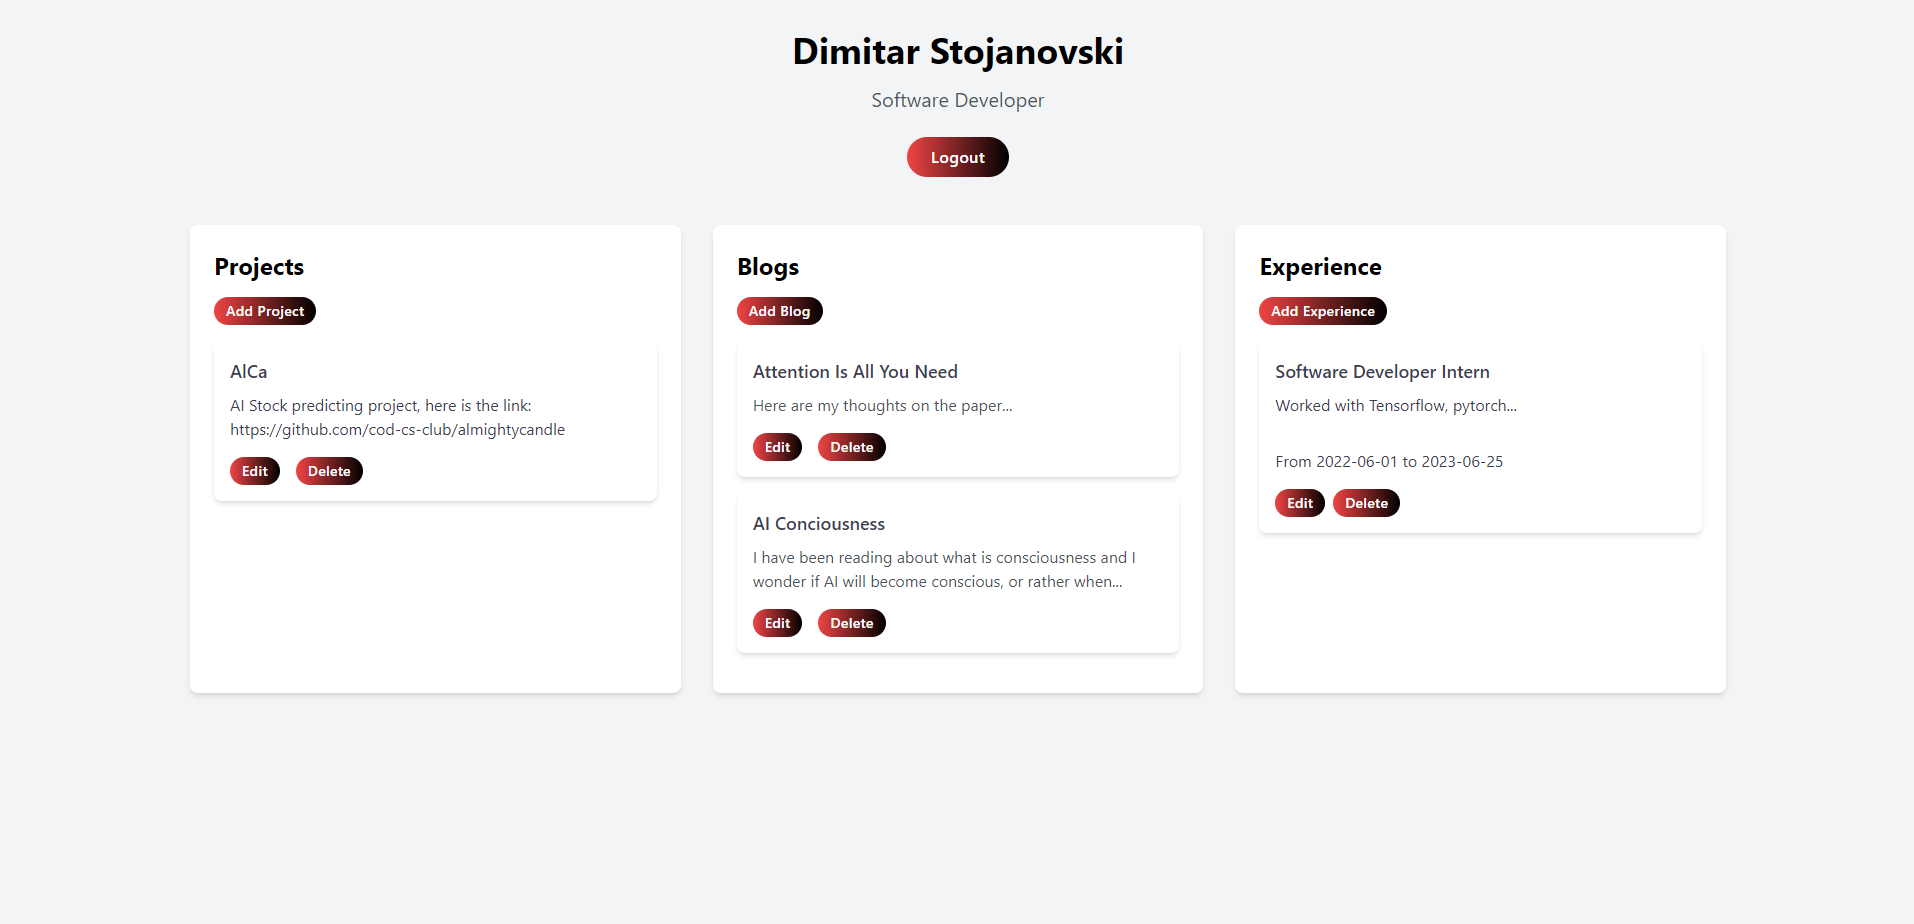 Dimitar Stojanovski
Software Developer
Logout
Projects
Add Project
AlCa
AI Stock predicting project, here is the link:
https://github.com/cod-cs-club/almightycandle
Edit Delete
Blogs
Add Blog
Attention Is All You Need
Here are my thoughts on the paper...
Edit Delete
AI Conciousness
I have been reading about what is consciousness and I
wonder if AI will become conscious, or rather when...
Edit Delete
Experience
Add Experience
Software Developer Intern
Worked with Tensorflow, pytorch...
From 2022-06-01 to 2023-06-25
Edit Delete